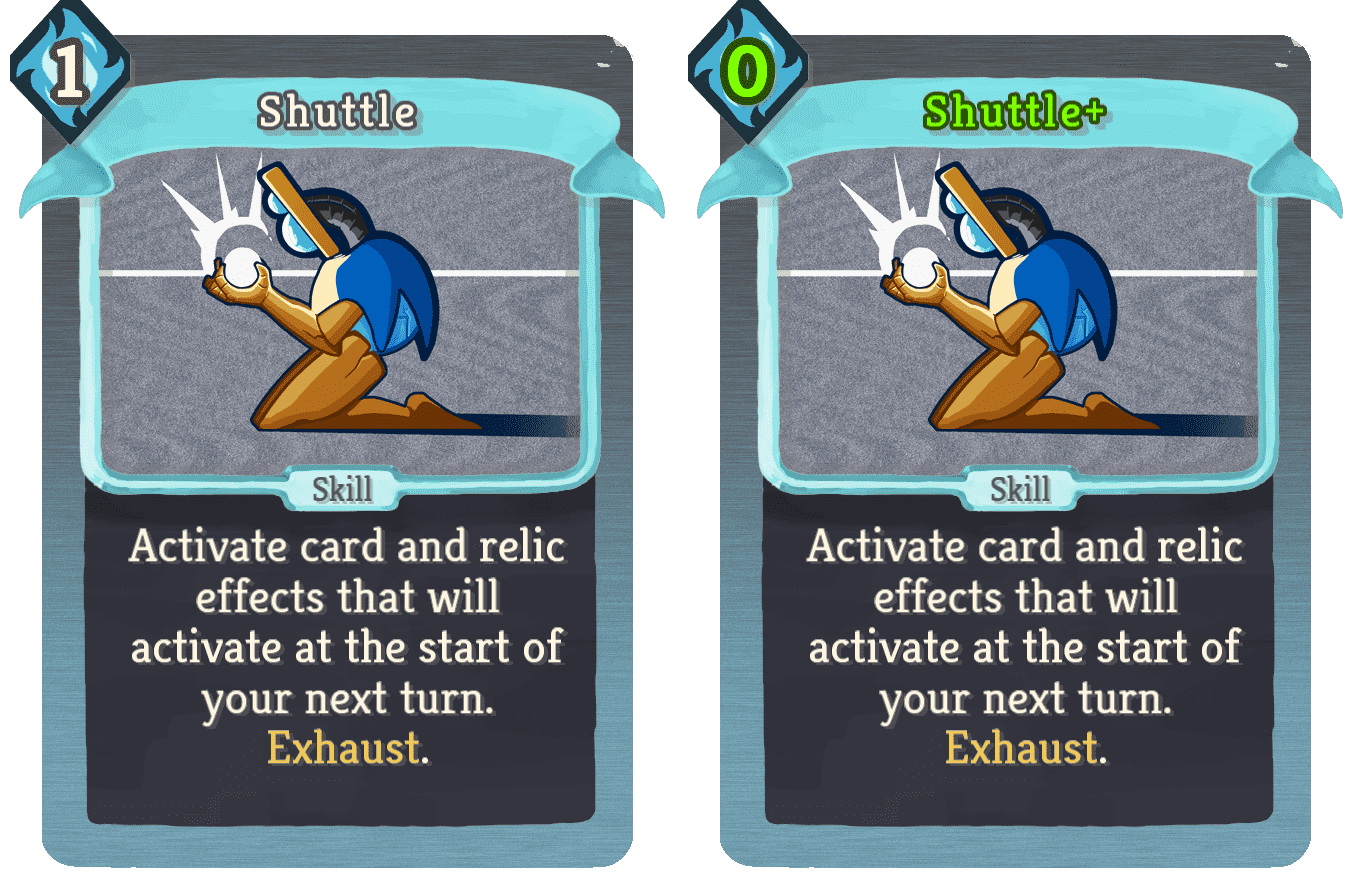 1
Shuttle
Skill
Activate card and relic
effects that will
activate at the start of
your next turn.
Exhaust.
0
Shuttle+
Skill
Activate card and relic
effects that will
activate at the start of
your next turn.
Exhaust.